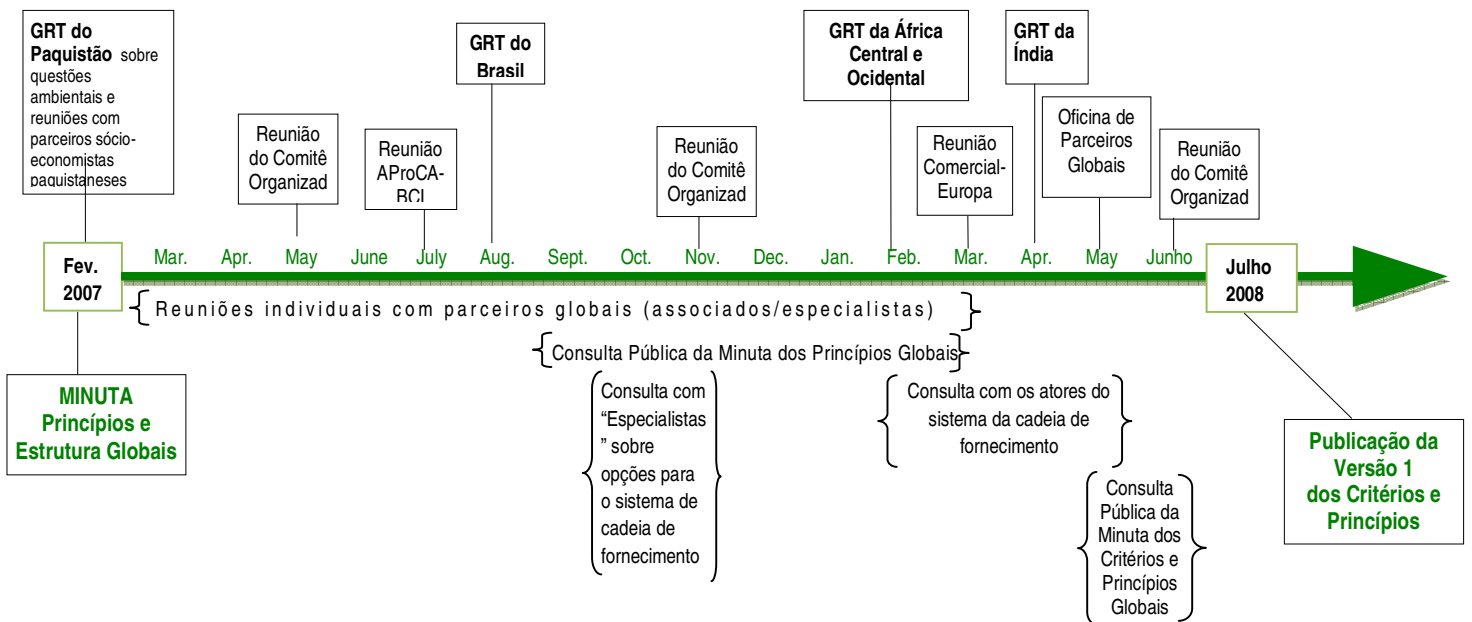 GRT do
Paquistão sobre
questões
ambientais e
reuniões com
parceiros sócio-
economistas
paquistaneses
Reunião
do Comitê
Organizad
Reunião
AProCA-
BCI
GRT do
Brasil
Reunião
do Comitê
Organizad
GRT da África
Central e
Ocidental
Reunião
Comercial-
Europa
GRT da
Índia
Oficina de
Parceiros
Globais
Reunião
do Comitê
Organizad
Fev.
2007
Mar. Apr. May June July Aug. Sept. Oct. Nov. Dec. Jan. Feb. Mar. Apr. May Junho
Julho
2008
Reuniões individuais com parceiros globais (associados/especialistas)
Consulta Pública da Minuta dos Princípios Globais
MINUTA
Princípios e
Estrutura Globais
Consulta com
“Especialistas
” sobre
opções para
o sistema de
cadeia de
fornecimento
Consulta com os atores do
sistema da cadeia de
fornecimento
Consulta
Pública da
Minuta dos
Critérios e
Princípios
Globais
Publicação da
Versão 1
dos Critérios e
Princípios